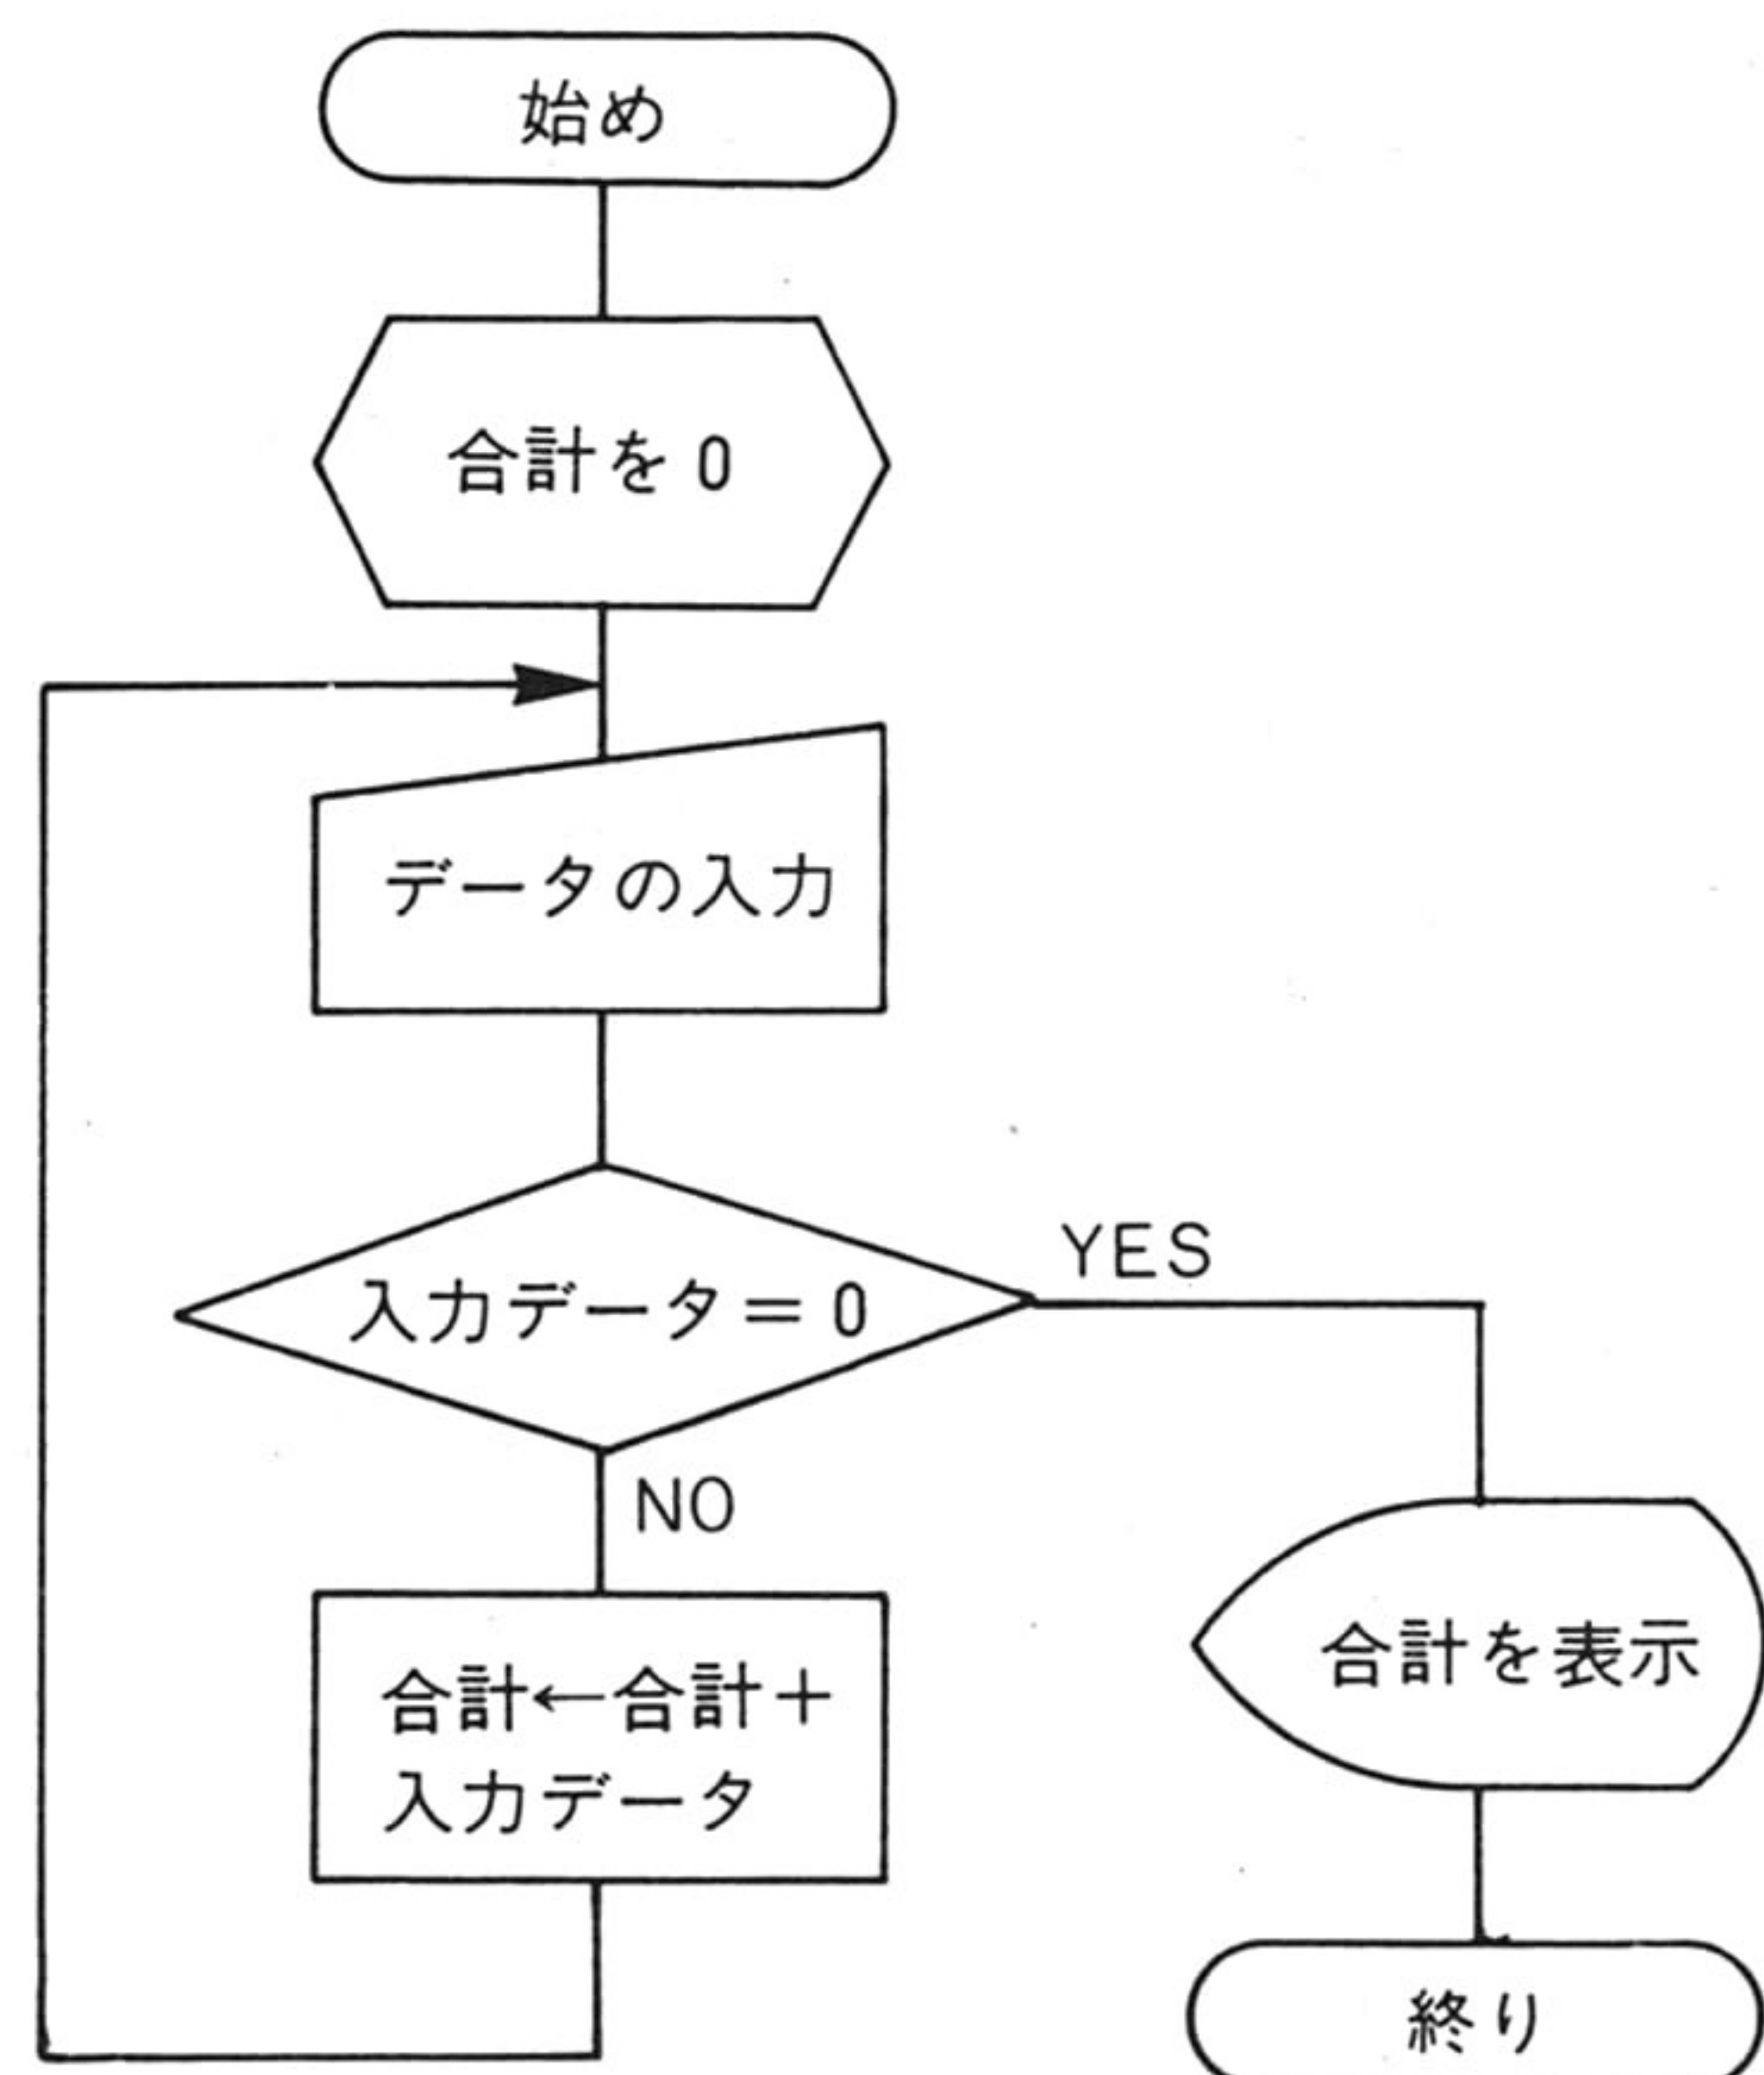 始め
合計を 0
データの入力
入力データ＝0
YES
NO
合計←合計＋
入力データ
合計を表示
終り